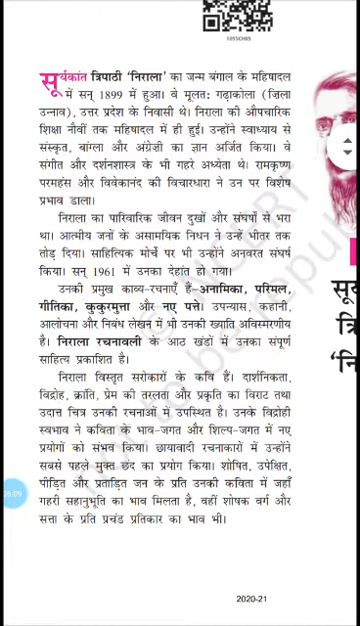 1055CH05
सूर्यकांत त्रिपाठी 'निराला' का जन्म बंगाल के महिषादल
में सन् 1899 में हुआ। वे मूलतः गढ़ाकोला (ज़िला
उन्नाव), उत्तर प्रदेश के निवासी थे। निराला की औपचारिक
शिक्षा नौवीं तक महिषादल में ही हुई। उन्होंने स्वाध्याय से
संस्कृत, बांग्ला और अंग्रेज़ी का ज्ञान अर्जित किया। वे
संगीत और दर्शनशास्त्र के भी गहरे अध्येता थे। रामकृष्ण
परमहंस और विवेकानंद की विचारधारा ने उन पर विशेष
प्रभाव डाला।
निराला का पारिवारिक जीवन दुखों और संघर्षों से भरा
था। आत्मीय जनों के असामयिक निधन ने उन्हें भीतर तक
तोड़ दिया। साहित्यिक मोर्चे पर भी उन्होंने अनवरत संघर्ष
किया। सन् 1961 में उनका देहांत हो गया।
उनकी प्रमुख काव्य-रचनाएँ हैं–अनामिका, परिमल,
गीतिका, कुकुरमुत्ता और नए पत्ते। उपन्यास, कहानी,
आलोचना और निबंध लेखन में भी उनकी ख्याति अविस्मरणीय
है। निराला रचनावली के आठ खंडों में उनका संपूर्ण
साहित्य प्रकाशित है।
निराला विस्तृत सरोकारों के कवि हैं। दार्शनिकता,
विद्रोह, क्रांति, प्रेम की तरलता और प्रकृति का विराट तथा
उदात्त चित्र उनकी रचनाओं में उपस्थित है। उनके विद्रोही
स्वभाव ने कविता के भाव-जगत और शिल्प-जगत में नए
प्रयोगों को संभव किया। छायावादी रचनाकारों में उन्होंने
सबसे पहले मुक्त छंद का प्रयोग किया। शोषित, उपेक्षित,
पीड़ित और प्रताड़ित जन के प्रति उनकी कविता में जहाँ
गहरी सहानुभूति का भाव मिलता है, वहीं शोषक वर्ग और
सत्ता के प्रति प्रचंड प्रतिकार का भाव भी।
2020-21